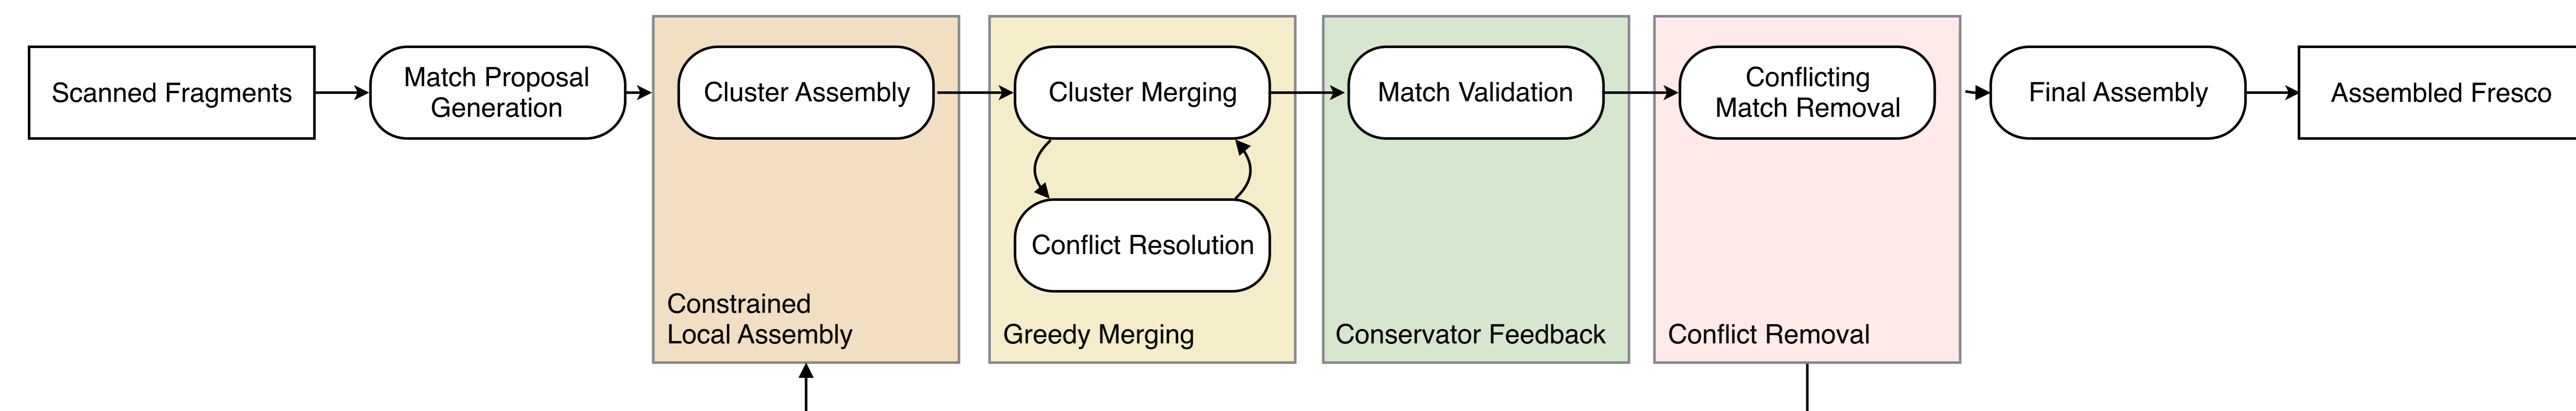 Scanned Fragments
Match Proposal
Generation
Cluster Assembly
Constrained
Local Assembly
Cluster Merging
Conflict Resolution
Greedy Merging
Match Validation
Conservator Feedback
Conflicting
Match Removal
Conflict Removal
Final Assembly
Assembled Fresco